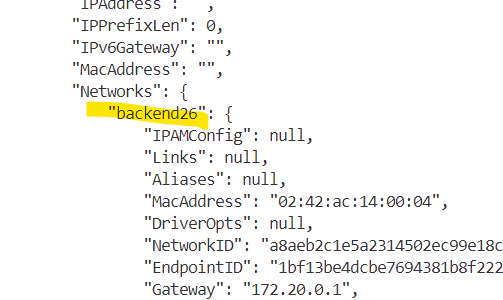 "IPAddress": "",
"IPPrefixLen": 0,
"IPv6Gateway": "",
"MacAddress": "",
"Networks": {
"backend26": {
"IPAMConfig": null,
"Links": null,
"Aliases": null,
"MacAddress": "02:42:ac:14:00:04",
"DriverOpts": null,
"NetworkID": "a8aeb2c1e5a2314502ec99e18c
"EndpointID": "1bf13be4dcbe7694381b8f222
"Gateway": "172.20.0.1",